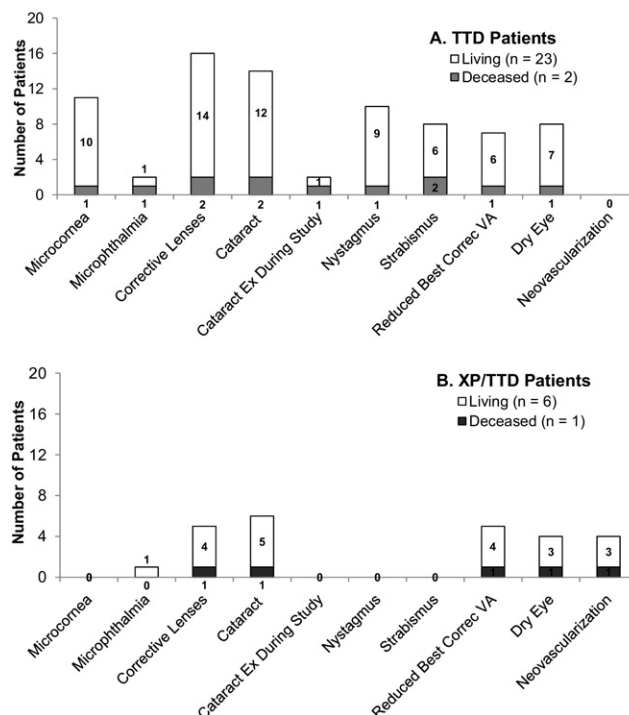 20
16
12
8
4
0
Number of Patients
A. TTD Patients
Living (n = 23)
Deceased (n = 2)
10
1
14
12
1
9
6
2
6
7
1
1
2
2
1
1
1
1
0
Microcornea
Microphthalmia
Corrective Lenses
Cataract
Cataract Ex During Study
Nystagmus
Strabismus
Reduced Best Correc VA
Dry Eye
Neovascularization
20
16
12
8
4
0
Number of Patients
B. XP/TTD Patients
Living (n = 6)
Deceased (n = 1)
1
4
5
4
3
3
0
0
1
1
0
0
0
1
1
1
Microcornea
Microphthalmia
Corrective Lenses
Cataract
Cataract Ex During Study
Nystagmus
Strabismus
Reduced Best Correc VA
Dry Eye
Neovascularization